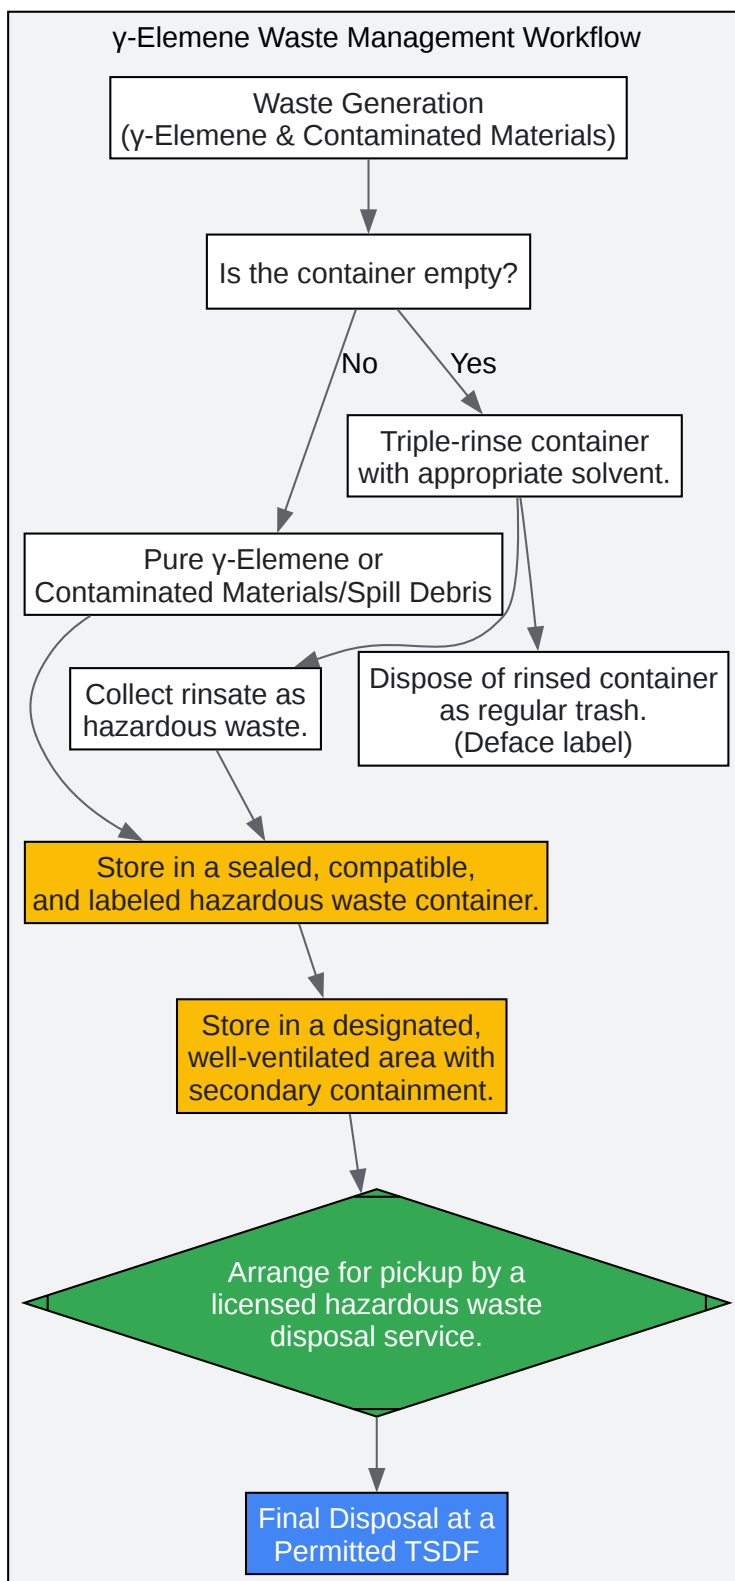 γ-Elemene Waste Management Workflow
Waste Generation
(γ-Elemene & Contaminated Materials)
Is the container empty?
No
Yes
Triple-rinse container
with appropriate solvent.
Pure γ-Elemene or
Contaminated Materials/Spill Debris
Collect rinsate as
hazardous waste.
Dispose of rinsed container
as regular trash.
(Deface label)
Store in a sealed, compatible,
and labeled hazardous waste container.
Store in a designated,
well-ventilated area with
secondary containment.
Arrange for pickup by a
licensed hazardous waste
disposal service.
Final Disposal at a
Permitted TSDF